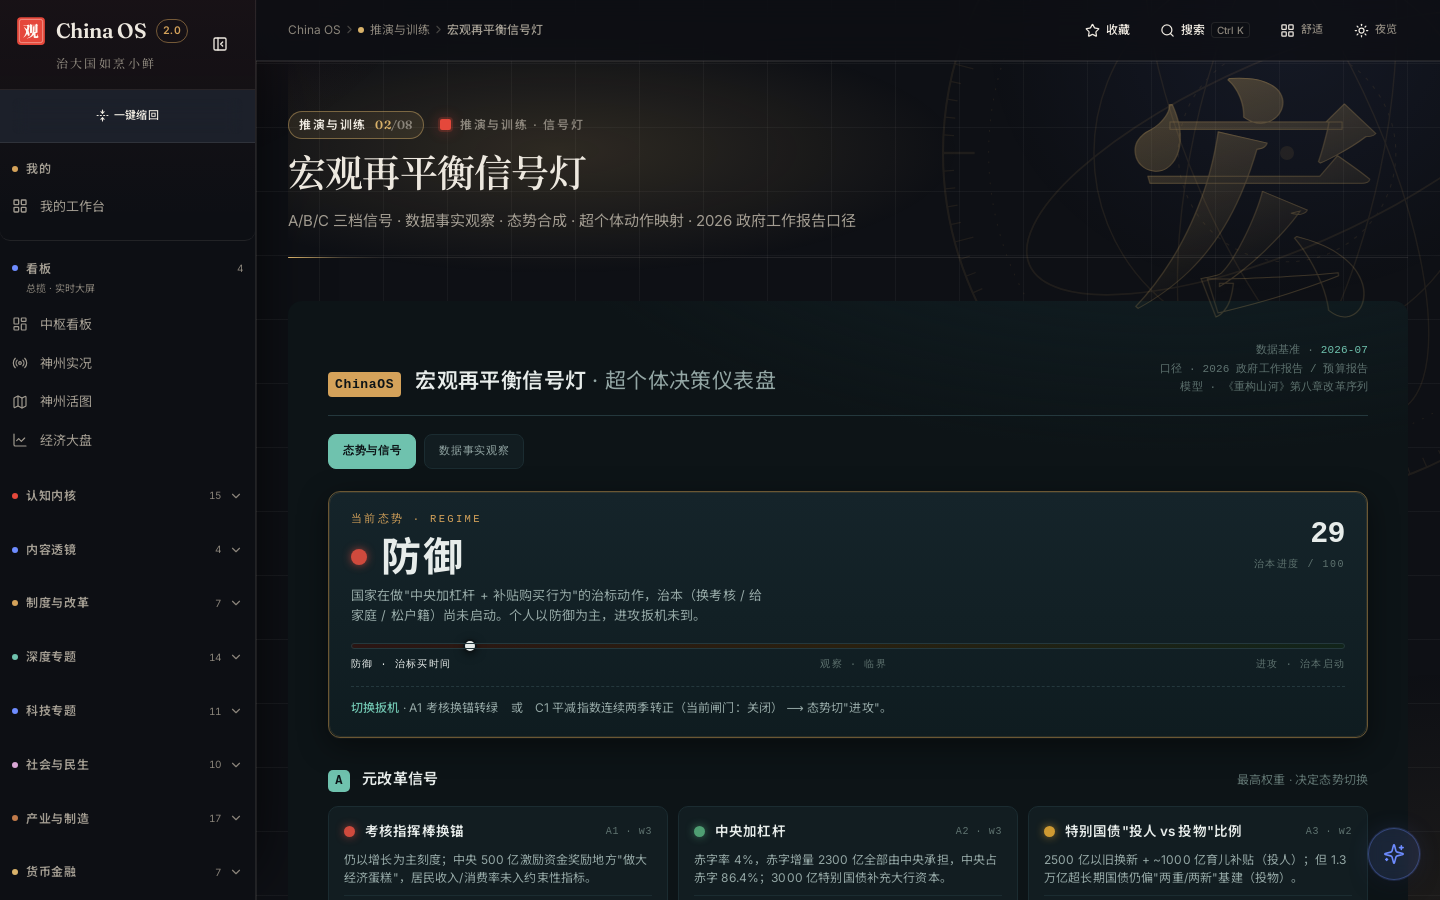 观 China OS 2.0
治大国如烹小鲜
一键缩回
我的
我的工作台
看板 4
总揽 · 实时大屏
中枢看板
神州实况
神州活图
经济大盘
认知内核 15
内容透镜 4
制度与改革 7
深度专题 14
科技专题 11
社会与民生 10
产业与制造 17
货币金融 7
China OS > 推演与训练 > 宏观再平衡信号灯
收藏
搜索 Ctrl K
舒适
夜览
推演与训练 02/08
推演与训练 · 信号灯
宏观再平衡信号灯
A/B/C 三档信号 · 数据事实观察 · 态势合成 · 超个体动作映射 · 2026 政府工作报告口径
宏
ChinaOS 宏观再平衡信号灯 · 超个体决策仪表盘
数据基准 · 2026-07
口径 · 2026 政府工作报告 / 预算报告
模型 · 《重构山河》第八章改革序列
态势与信号 数据事实观察
当前态势 · REGIME
防御
国家在做"中央加杠杆 + 补贴购买行为"的治标动作，治本（换考核 / 给
家庭 / 松户籍）尚未启动。个人以防御为主，进攻扳机未到。
29
治本进度 / 100
防御 · 治标买时间 观察 · 临界 进攻 · 治本启动
切换扳机 · A1 考核换锚转绿 或 C1 平减指数连续两季转正（当前闸门：关闭） ⟶ 态势切"进攻"。
A 元改革信号 最高权重 · 决定态势切换
考核指挥棒换锚 A1 · w3
仍以增长为主刻度；中央 500 亿激励资金奖励地方"做大
经济蛋糕"，居民收入/消费率未入约束性指标。
中央加杠杆 A2 · w3
赤字率 4%，赤字增量 2300 亿全部由中央承担，中央占
赤字 86.4%；3000 亿特别国债补充大行资本。
特别国债"投人 vs 投物"比例 A3 · w2
2500 亿以旧换新 + ~1000 亿育儿补贴（投人）；但 1.3
万亿超长期国债仍偏"两重/两新"基建（投物）。